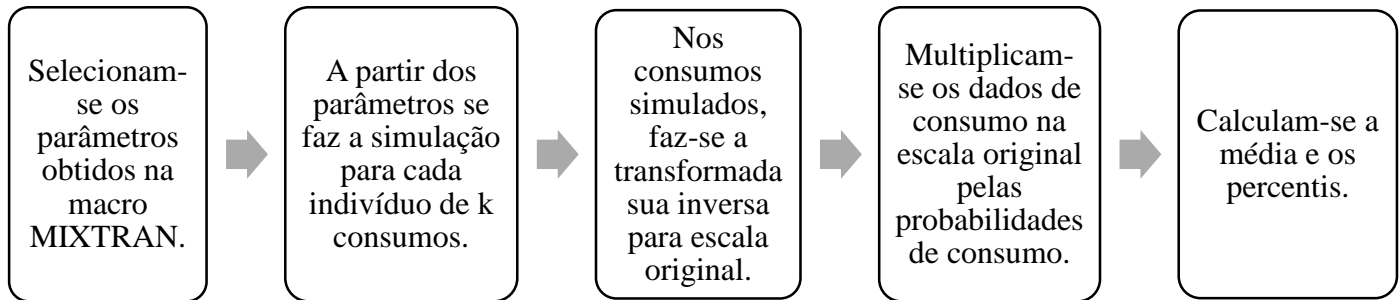 Selecionam-
se os
parâmetros
obtidos na
macro
MIXTRAN.
A partir dos
parâmetros se
faz a simulação
para cada
indivíduo de k
consumos.
Nos
consumos
simulados,
faz-se a
transformada
sua inversa
para escala
original.
Multiplicam-
se os dados de
consumo na
escala original
pelas
probabilidades
de consumo.
Calculam-se a
média e os
percentis.